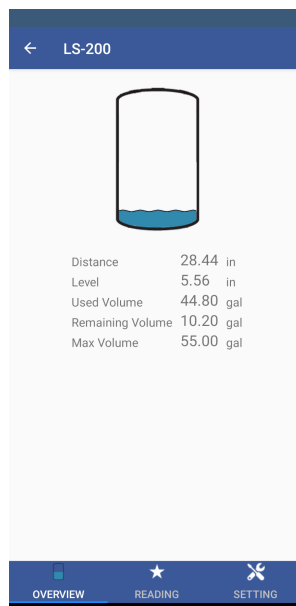 LS-200
Distance 28.44 in
Level 5.56 in
Used Volume 44.80 gal
Remaining Volume 10.20 gal
Max Volume 55.00 gal
OVERVIEW READING SETTING